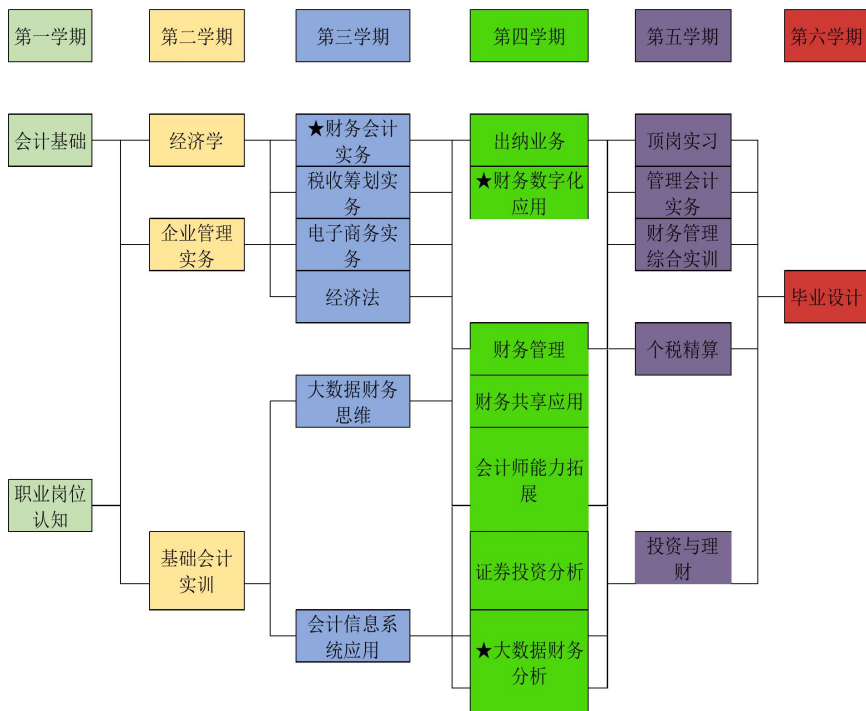 第一学期
第二学期
第三学期
第四学期
第五学期
第六学期
会计基础
职业岗位
认知
经济学
企业管理
实务
基础会计
实训
★财务会计
实务
税收筹划实
务
电子商务实
务
经济法
大数据财务
思维
会计信息系
统应用
出纳业务
★财务数字化
应用
财务管理
财务共享应用
会计师能力拓
展
证券投资分析
★大数据财务
分析
顶岗实习
管理会计
实务
财务管理
综合实训
个税精算
投资与理
财
毕业设计